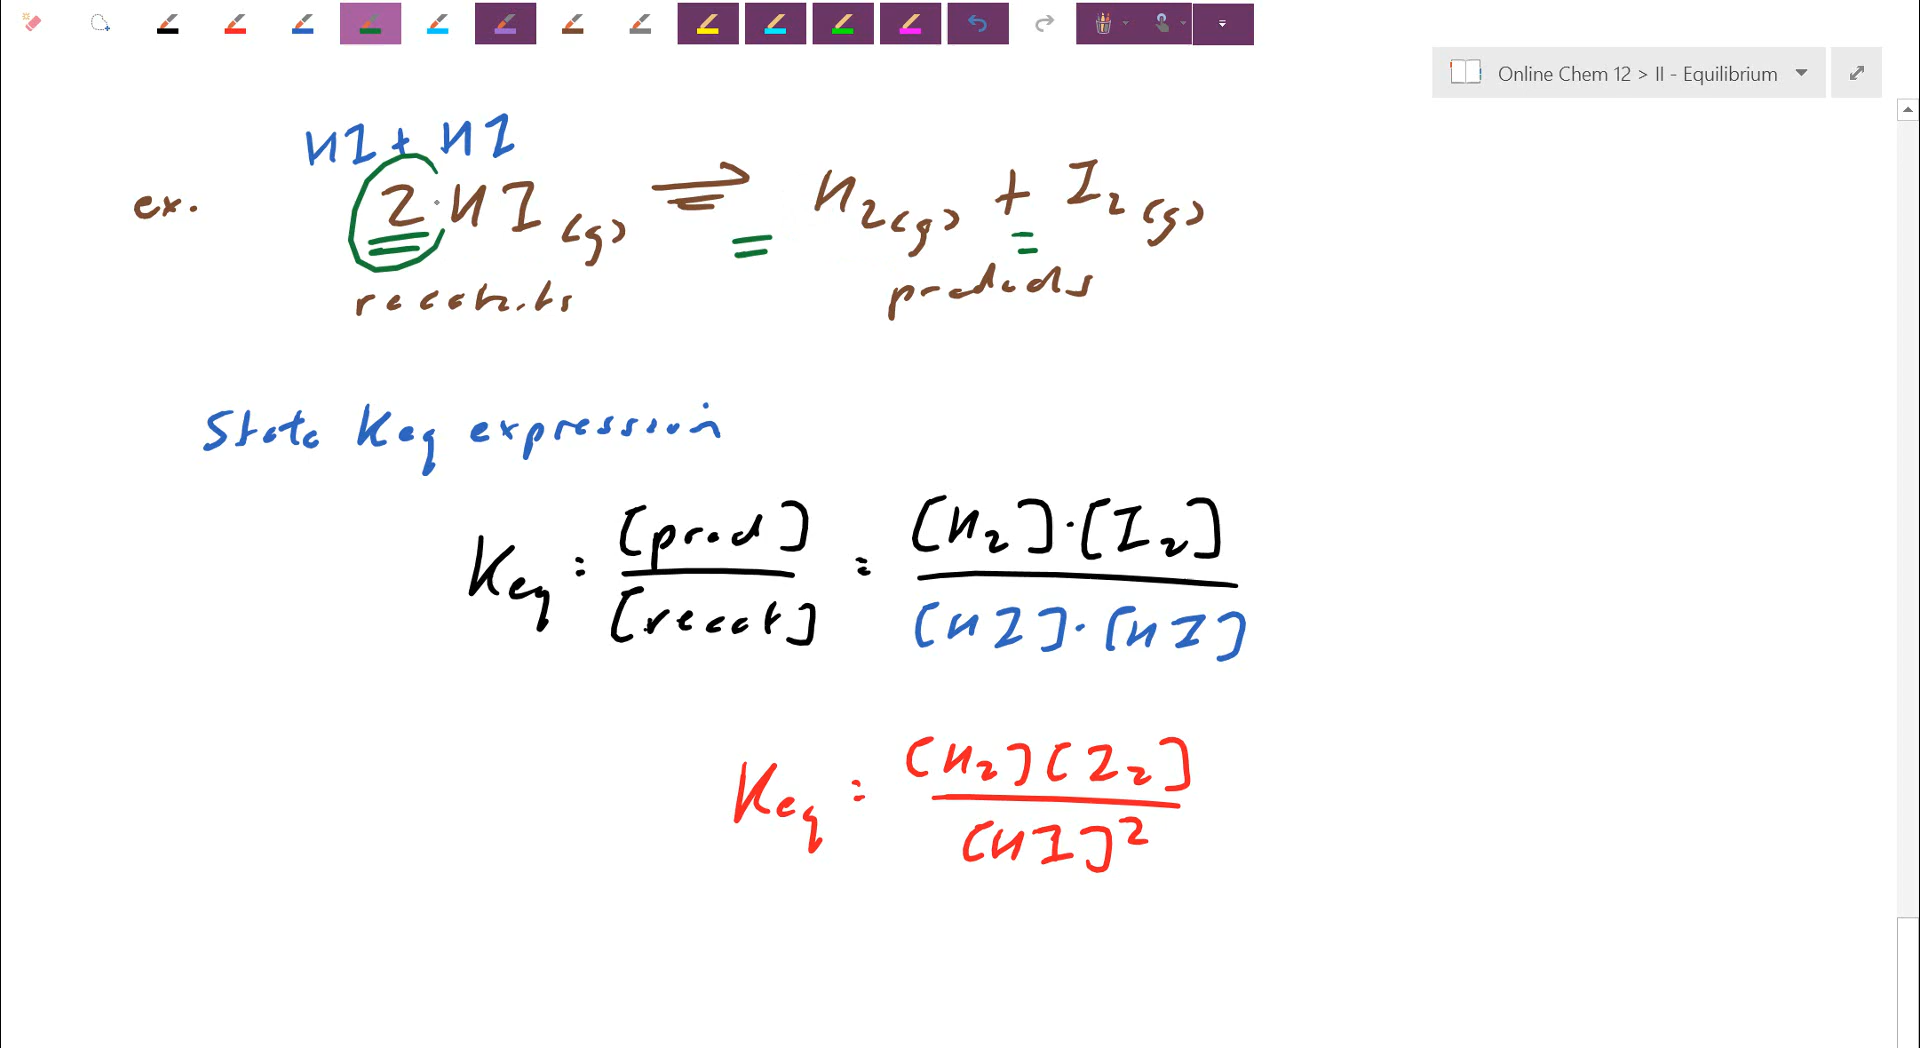 Online Chem 12 > II - Equilibrium
HI + HI
ex. 2 HI (g) ⇌ H2(g) + I2(g)
reactants products
State Keq expression
Keq = [prod] / [react] = [H2]·[I2] / [HI]·[HI]
Keq = [H2][I2] / [HI]²